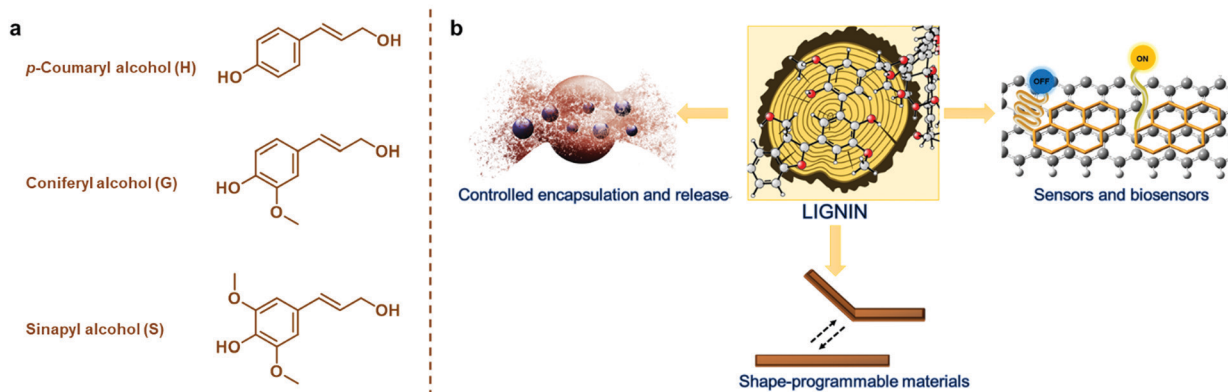 a
p-Coumaryl alcohol (H)
HO
OH
Coniferyl alcohol (G)
HO
O
OH
Sinapyl alcohol (S)
O
HO
O
OH
b
Controlled encapsulation and release
LIGNIN
OFF
ON
Sensors and biosensors
Shape-programmable materials